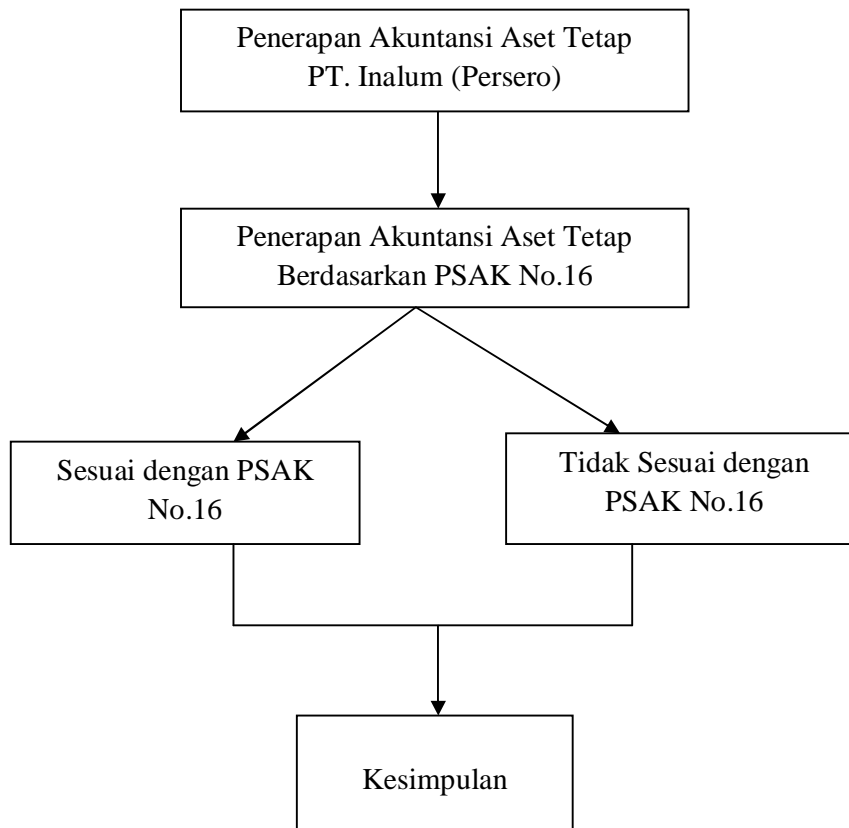 Penerapan Akuntansi Aset Tetap
PT. Inalum (Persero)
Penerapan Akuntansi Aset Tetap
Berdasarkan PSAK No.16
Sesuai dengan PSAK
No.16
Tidak Sesuai dengan
PSAK No.16
Kesimpulan